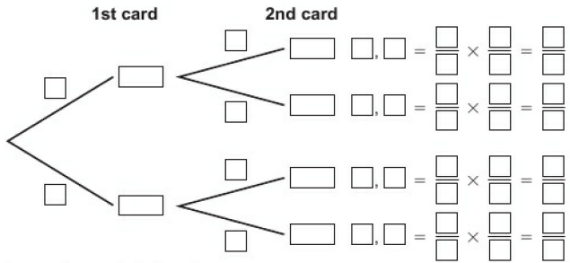 1st card 2nd card
, = × =
, = × =
, = × =
, = × =